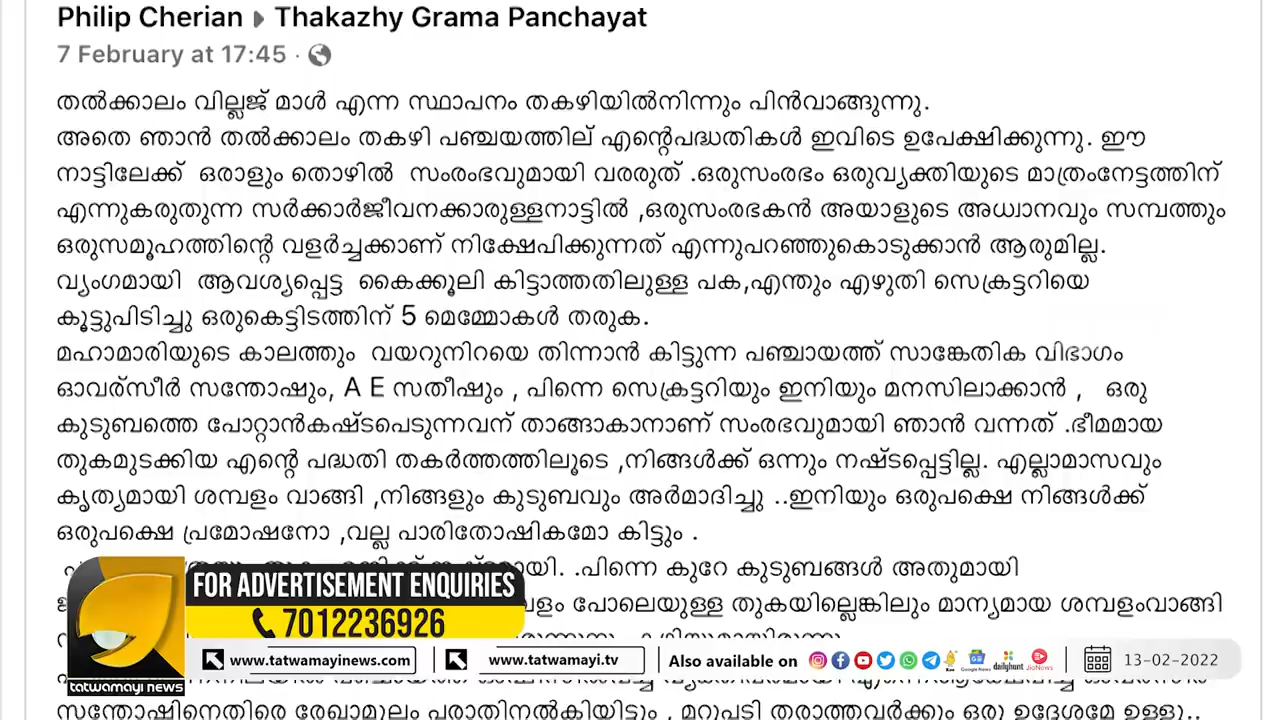 Philip Cherian ▸ Thakazhy Grama Panchayat
7 February at 17:45 ·
തൽക്കാലം വില്ലജ് മാൾ എന്ന സ്ഥാപനം തകഴിയിൽനിന്നും പിൻവാങ്ങുന്നു.
അതെ ഞാൻ തൽക്കാലം തകഴി പഞ്ചയത്തില് എന്റെപദ്ധതികൾ ഇവിടെ ഉപേക്ഷിക്കുന്നു. ഈ
നാട്ടിലേക്ക് ഒരാളും തൊഴിൽ സംരംഭവുമായി വരരുത് .ഒരുസംരഭം ഒരുവ്യക്തിയുടെ മാത്രംനേട്ടത്തിന്
എന്നുകരുതുന്ന സർക്കാർജീവനക്കാരുള്ളനാട്ടിൽ ,ഒരുസംരഭകൻ അയാളുടെ അധ്വാനവും സമ്പത്തും
ഒരുസമൂഹത്തിന്റെ വളർച്ചക്കാണ് നിക്ഷേപിക്കുന്നത് എന്നുപറഞ്ഞുകൊടുക്കാൻ ആരുമില്ല.
വ്യംഗമായി ആവശ്യപ്പെട്ട കൈക്കൂലി കിട്ടാത്തതിലുള്ള പക,എന്തും എഴുതി സെക്രട്ടറിയെ
കൂട്ടുപിടിച്ചു ഒരുകെട്ടിടത്തിന് 5 മെമ്മോകൾ തരുക.
മഹാമാരിയുടെ കാലത്തും വയറുനിറയെ തിന്നാൻ കിട്ടുന്ന പഞ്ചായത്ത് സാങ്കേതിക വിഭാഗം
ഓവര്സീർ സന്തോഷും, A E സതീഷും , പിന്നെ സെക്രട്ടറിയും ഇനിയും മനസിലാക്കാൻ , ഒരു
കുടുബത്തെ പോറ്റാൻകഷ്ടപെടുന്നവന് താങ്ങാകാനാണ് സംരഭവുമായി ഞാൻ വന്നത് .ഭീമമായ
തുകമുടക്കിയ എന്റെ പദ്ധതി തകർത്തത്തിലൂടെ ,നിങ്ങൾക്ക് ഒന്നും നഷ്ടപ്പെട്ടില്ല. എല്ലാമാസവും
കൃത്യമായി ശമ്പളം വാങ്ങി ,നിങ്ങളും കുടുബവും അർമാദിച്ചു ..ഇനിയും ഒരുപക്ഷെ നിങ്ങൾക്ക്
ഒരുപക്ഷെ പ്രമോഷനോ ,വല്ല പാരിതോഷികമോ കിട്ടും .
.പിന്നെ കുറേ കുടുബങ്ങൾ അതുമായി
പോലെയുള്ള തുകയില്ലെങ്കിലും മാന്യമായ ശമ്പളംവാങ്ങി
സന്തോഷിനെതിരെ രേഖാമൂലം പരാതിനൽകിയിട്ടും , മറുപടി തരാത്തവർക്കും ഒരു ഉദ്ദേശമേ ഉള്ളു..
FOR ADVERTISEMENT ENQUIRIES
7012236926
tatwamayi news
www.tatwamayinews.com
www.tatwamayi.tv
Also available on
Google News
dailyhunt
JioNews
13-02-2022